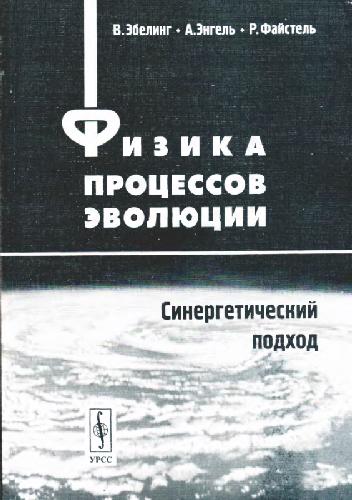 В. Эбелинг • А. Энгель • Р. Файстель
Физика
ПРОЦЕССОВ
ЭВОЛЮЦИИ
Синергетический
подход
УРСС